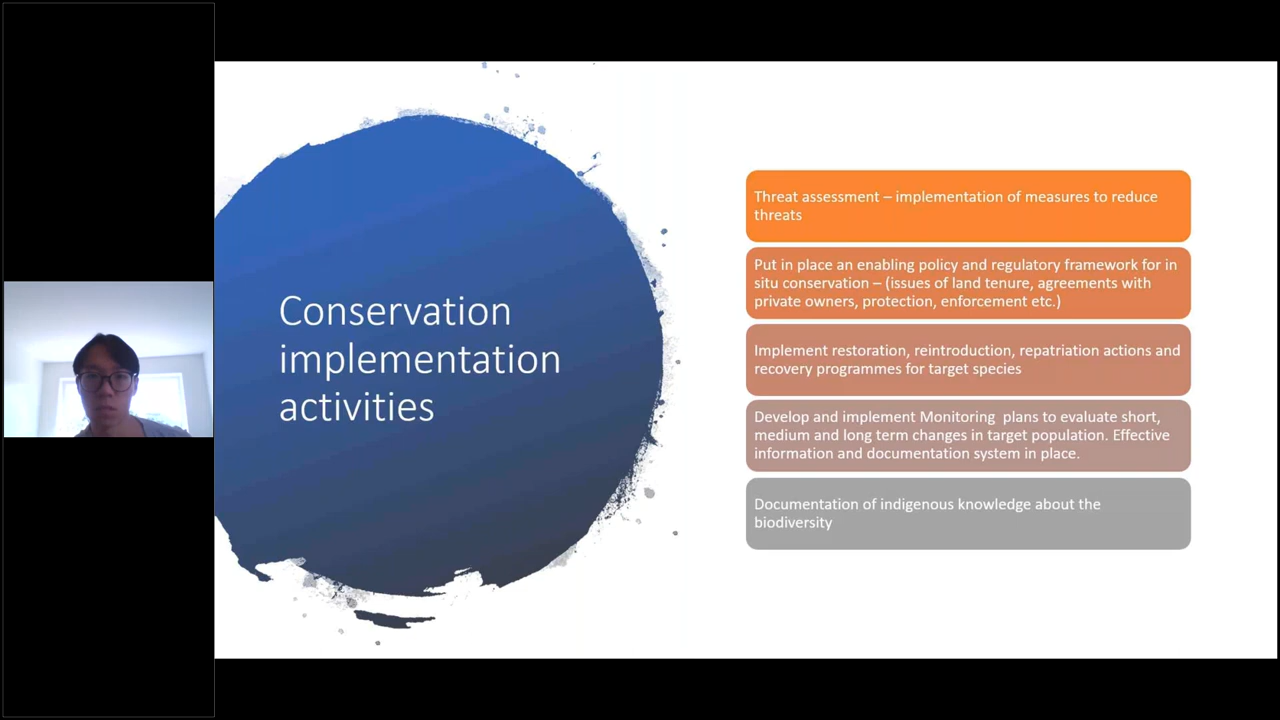 Conservation
implementation
activities
Threat assessment – implementation of measures to reduce
threats
Put in place an enabling policy and regulatory framework for in
situ conservation – (issues of land tenure, agreements with
private owners, protection, enforcement etc.)
Implement restoration, reintroduction, repatriation actions and
recovery programmes for target species
Develop and implement Monitoring  plans to evaluate short,
medium and long term changes in target population. Effective
information and documentation system in place.
Documentation of indigenous knowledge about the
biodiversity